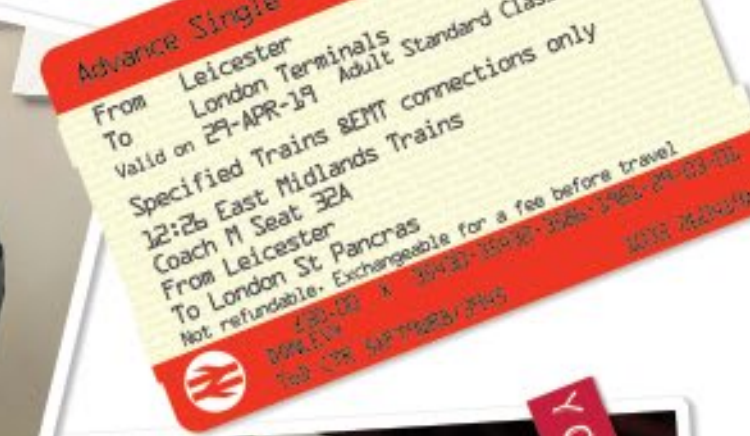 Advance Single
From Leicester
To London Terminals
Valid on 29-APR-19 Adult Standard Class
Specified Trains &EMT connections only
12:26 East Midlands Trains
Coach M Seat 32A
From Leicester
To London St Pancras
Not refundable. Exchangeable for a fee before travel
£30-00 X
Y O